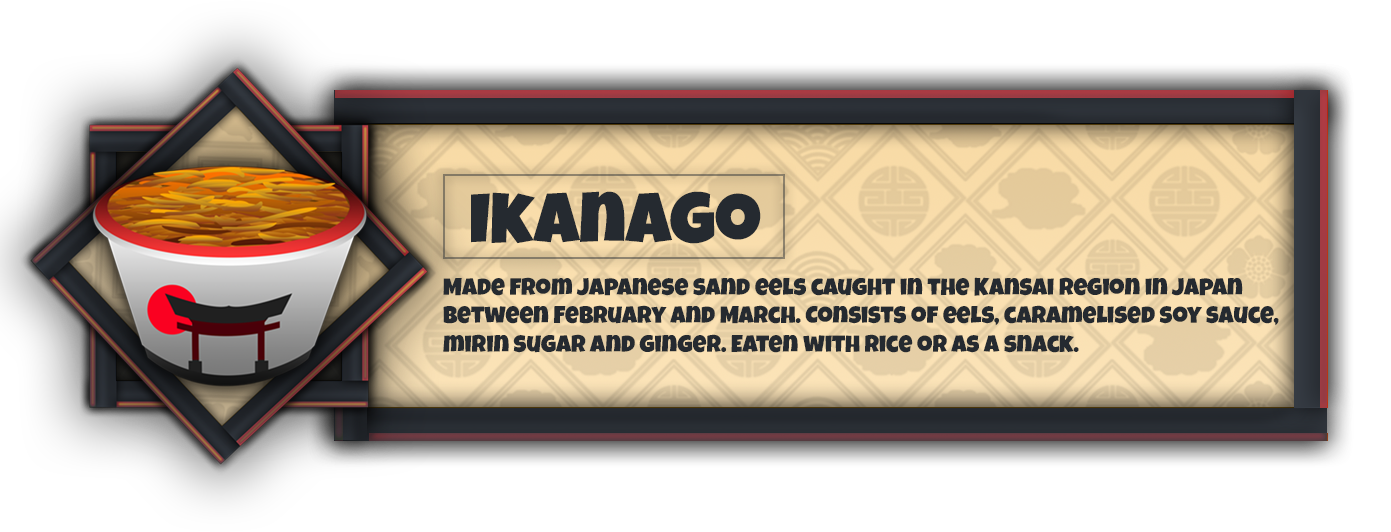 IKANAGO
MADE FROM JAPANESE SAND EELS CAUGHT IN THE KANSAI REGION IN JAPAN
BETWEEN FEBRUARY AND MARCH. CONSISTS OF EELS, CARAMELISED SOY SAUCE,
MIRIN SUGAR AND GINGER. EATEN WITH RICE OR AS A SNACK.